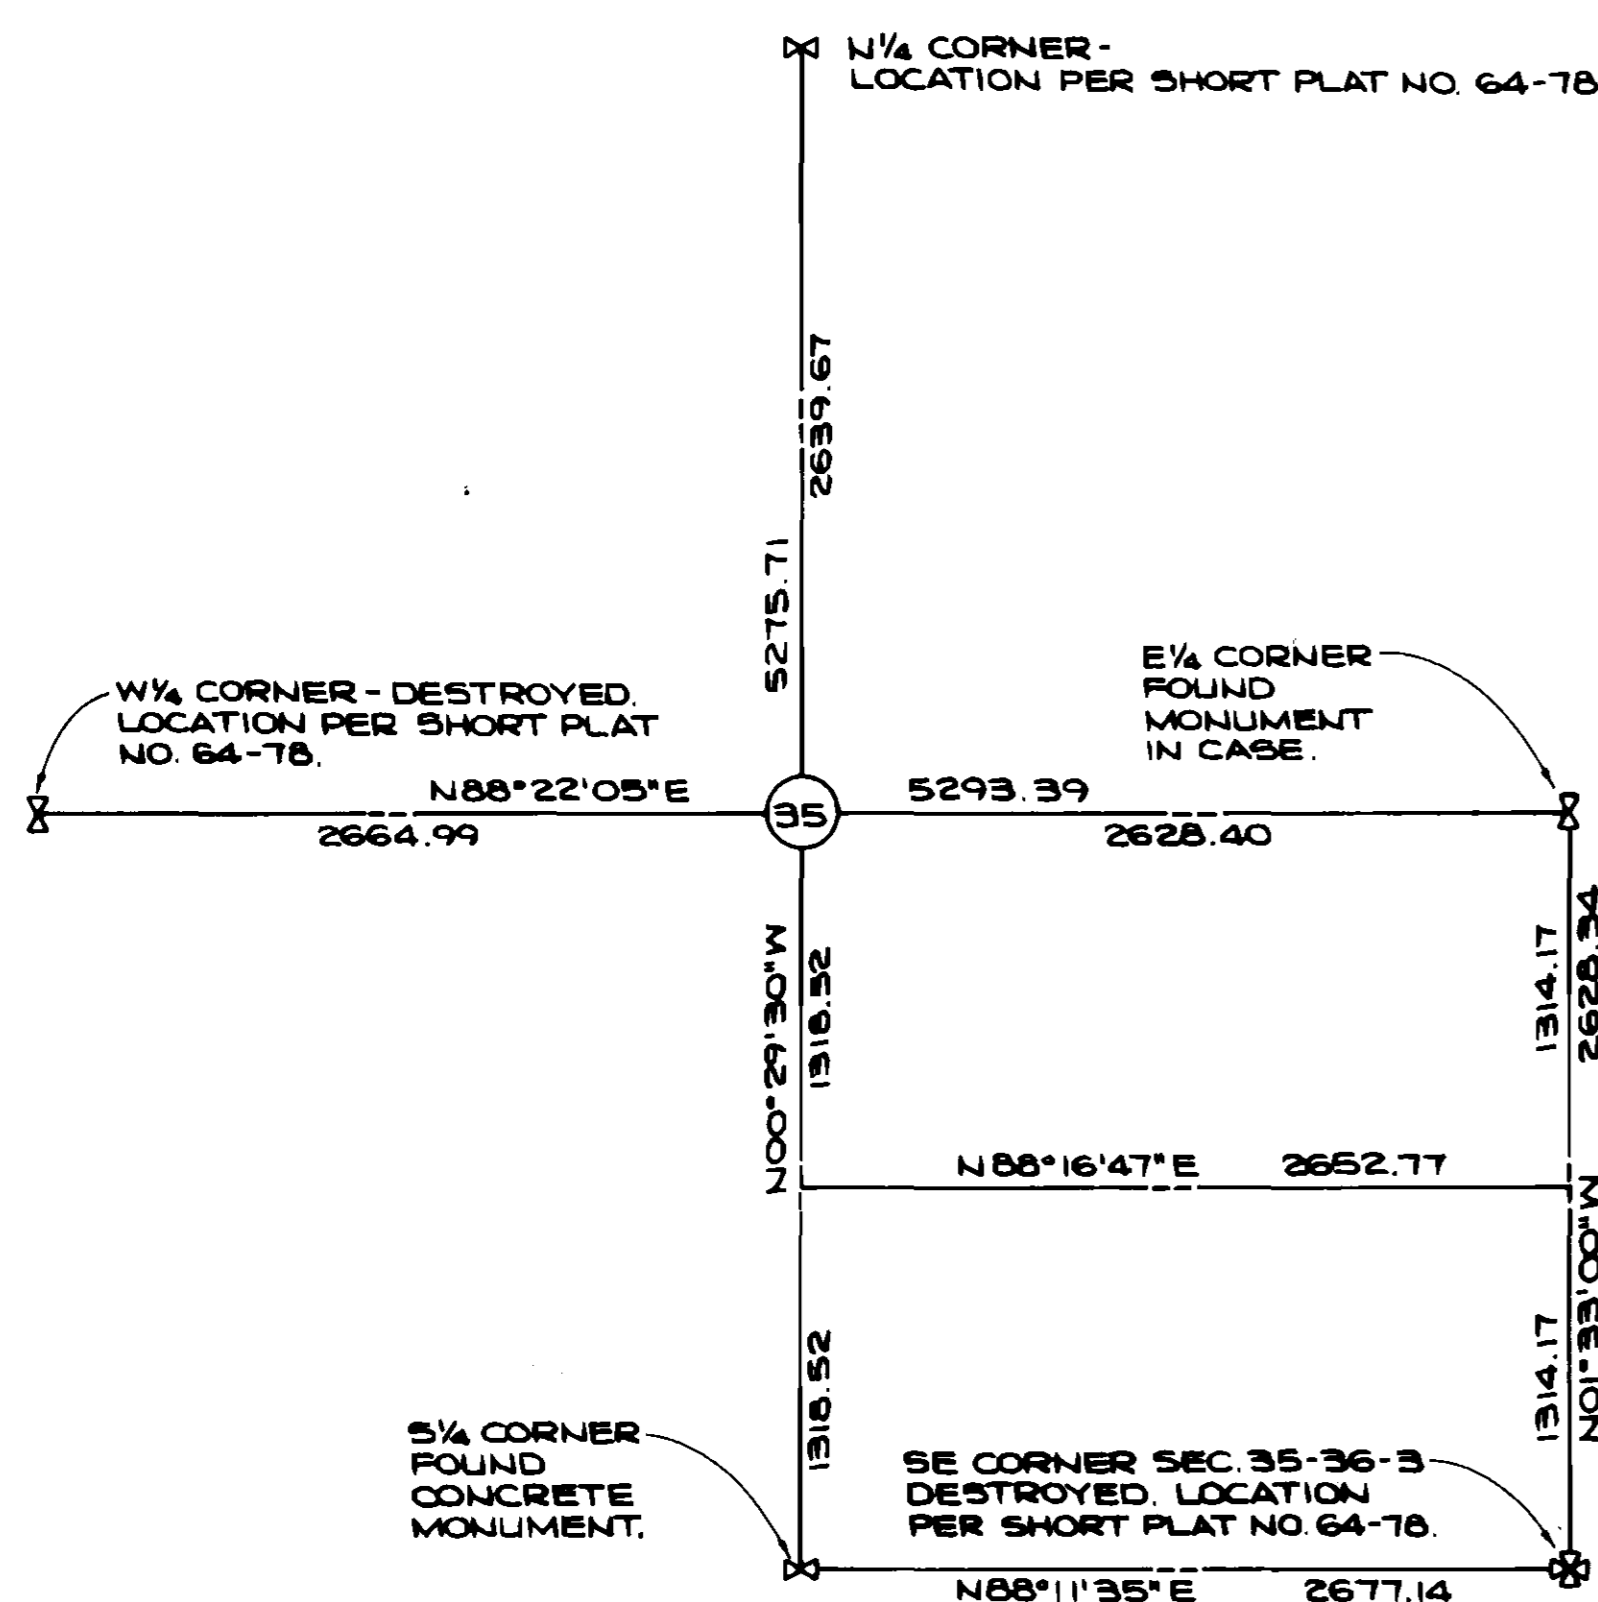 N¼ CORNER-
LOCATION PER SHORT PLAT NO. 64-78
2639.67
5275.71
E¼ CORNER
FOUND
MONUMENT
IN CASE.
W¼ CORNER - DESTROYED.
LOCATION PER SHORT PLAT
NO. 64-78.
N88°22'05"E
2664.99
35
5293.39
2628.40
N00°29'30"W
1318.52
1314.17
2628.34
N88°16'47"E 2652.77
1318.52
1314.17
N01°33'00"W
S¼ CORNER
FOUND
CONCRETE
MONUMENT.
SE CORNER SEC. 35-36-3
DESTROYED. LOCATION
PER SHORT PLAT NO. 64-78.
N88°11'35"E 2677.14